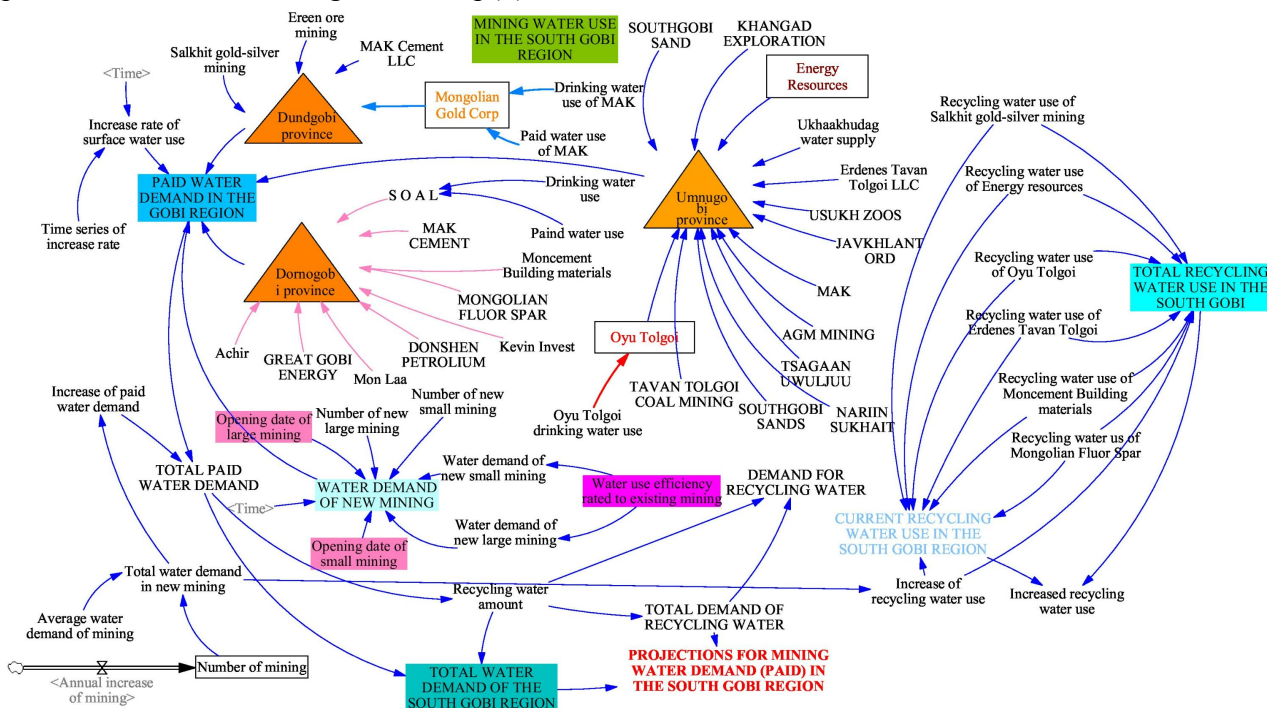 Ereen ore
mining
MAK Cement
LLC
Salkhit gold-silver
mining
<Time>
Increase rate of
surface water use
Dundgobi
province
Mongolian
Gold Corp
Drinking water
use of MAK
Paid water use
of MAK
MINING WATER USE
IN THE SOUTH GOBI
REGION
SOUTHGOBI
SAND
KHANGAD
EXPLORATION
Energy
Resources
Ukhaakhudag
water supply
Erdenes Tavan
Tolgoi LLC
USUKH ZOOS
JAVKHLANT
ORD
Umnugo
bi
province
MAK
AGM MINING
TSAGAAN
UWULJUU
NARIIN
SUKHAIT
SOUTHGOBI
SANDS
TAVAN TOLGOI
COAL MINING
Oyu Tolgoi
Oyu Tolgoi
drinking water use
PAID WATER
DEMAND IN THE
GOBI REGION
Time series of
increase rate
S O A L
Drinking water
use
Paind water use
MAK
CEMENT
Moncement
Building materials
MONGOLIAN
FLUOR SPAR
Kevin Invest
DONSHEN
PETROLIUM
Mon Laa
GREAT GOBI
ENERGY
Achir
Dornogob
i province
Recycling water use of
Salkhit gold-silver mining
Recycling water use
of Energy resources
Recycling water use
of Oyu Tolgoi
Recycling water use of
Erdenes Tavan Tolgoi
Recycling water use of
Moncement Building
materials
Recycling water us of
Mongolian Fluor Spar
TOTAL RECYCLING
WATER USE IN THE
SOUTH GOBI
CURRENT RECYCLING
WATER USE IN THE
SOUTH GOBI REGION
Increase of
recycling water use
Increased recycling
water use
Increase of paid
water demand
TOTAL PAID
WATER DEMAND
Opening date of
large mining
Number of new
large mining
Number of new
small mining
Water demand of
new small mining
Water use efficiency
rated to existing mining
Water demand of
new large mining
<Time>
WATER DEMAND
OF NEW MINING
Opening date of
small mining
DEMAND FOR
RECYCLING WATER
Total water demand
in new mining
Average water
demand of mining
Number of mining
<Annual increase
of mining>
Recycling water
amount
TOTAL DEMAND OF
RECYCLING WATER
TOTAL WATER
DEMAND OF THE
SOUTH GOBI REGION
PROJECTIONS FOR MINING
WATER DEMAND (PAID) IN
THE SOUTH GOBI REGION